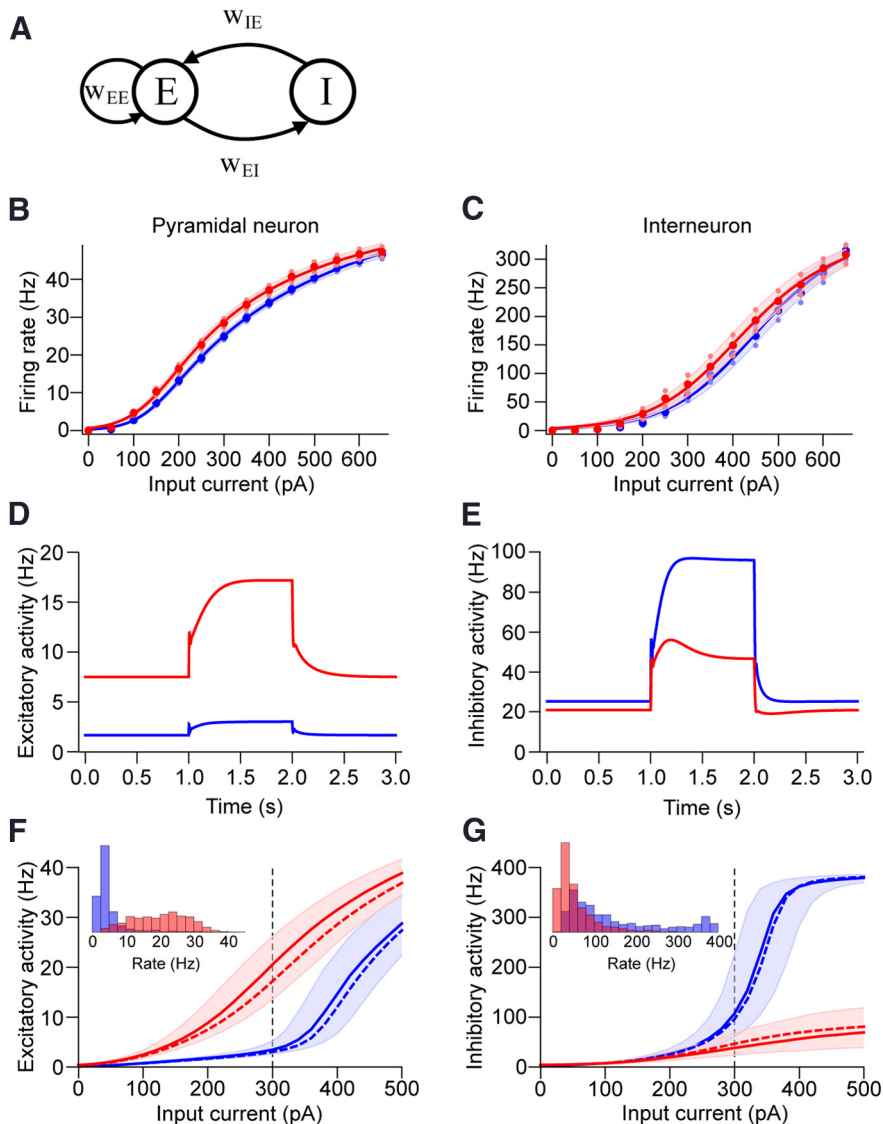 A
w_IE
w_EE
E
I
w_EI
B
Pyramidal neuron
Firing rate (Hz)
40
30
20
10
0
0 100 200 300 400 500 600
Input current (pA)
C
Interneuron
Firing rate (Hz)
300
250
200
150
100
50
0
0 100 200 300 400 500 600
Input current (pA)
D
Excitatory activity (Hz)
20
15
10
5
0
0.0 0.5 1.0 1.5 2.0 2.5 3.0
Time (s)
E
Inhibitory activity (Hz)
100
80
60
40
20
0
0.0 0.5 1.0 1.5 2.0 2.5 3.0
Time (s)
F
Excitatory activity (Hz)
40
30
20
10
0
0 10 20 30 40
Rate (Hz)
0 100 200 300 400 500
Input current (pA)
G
Inhibitory activity (Hz)
400
300
200
100
0
0 100 200 300 400
Rate (Hz)
0 100 200 300 400 500
Input current (pA)